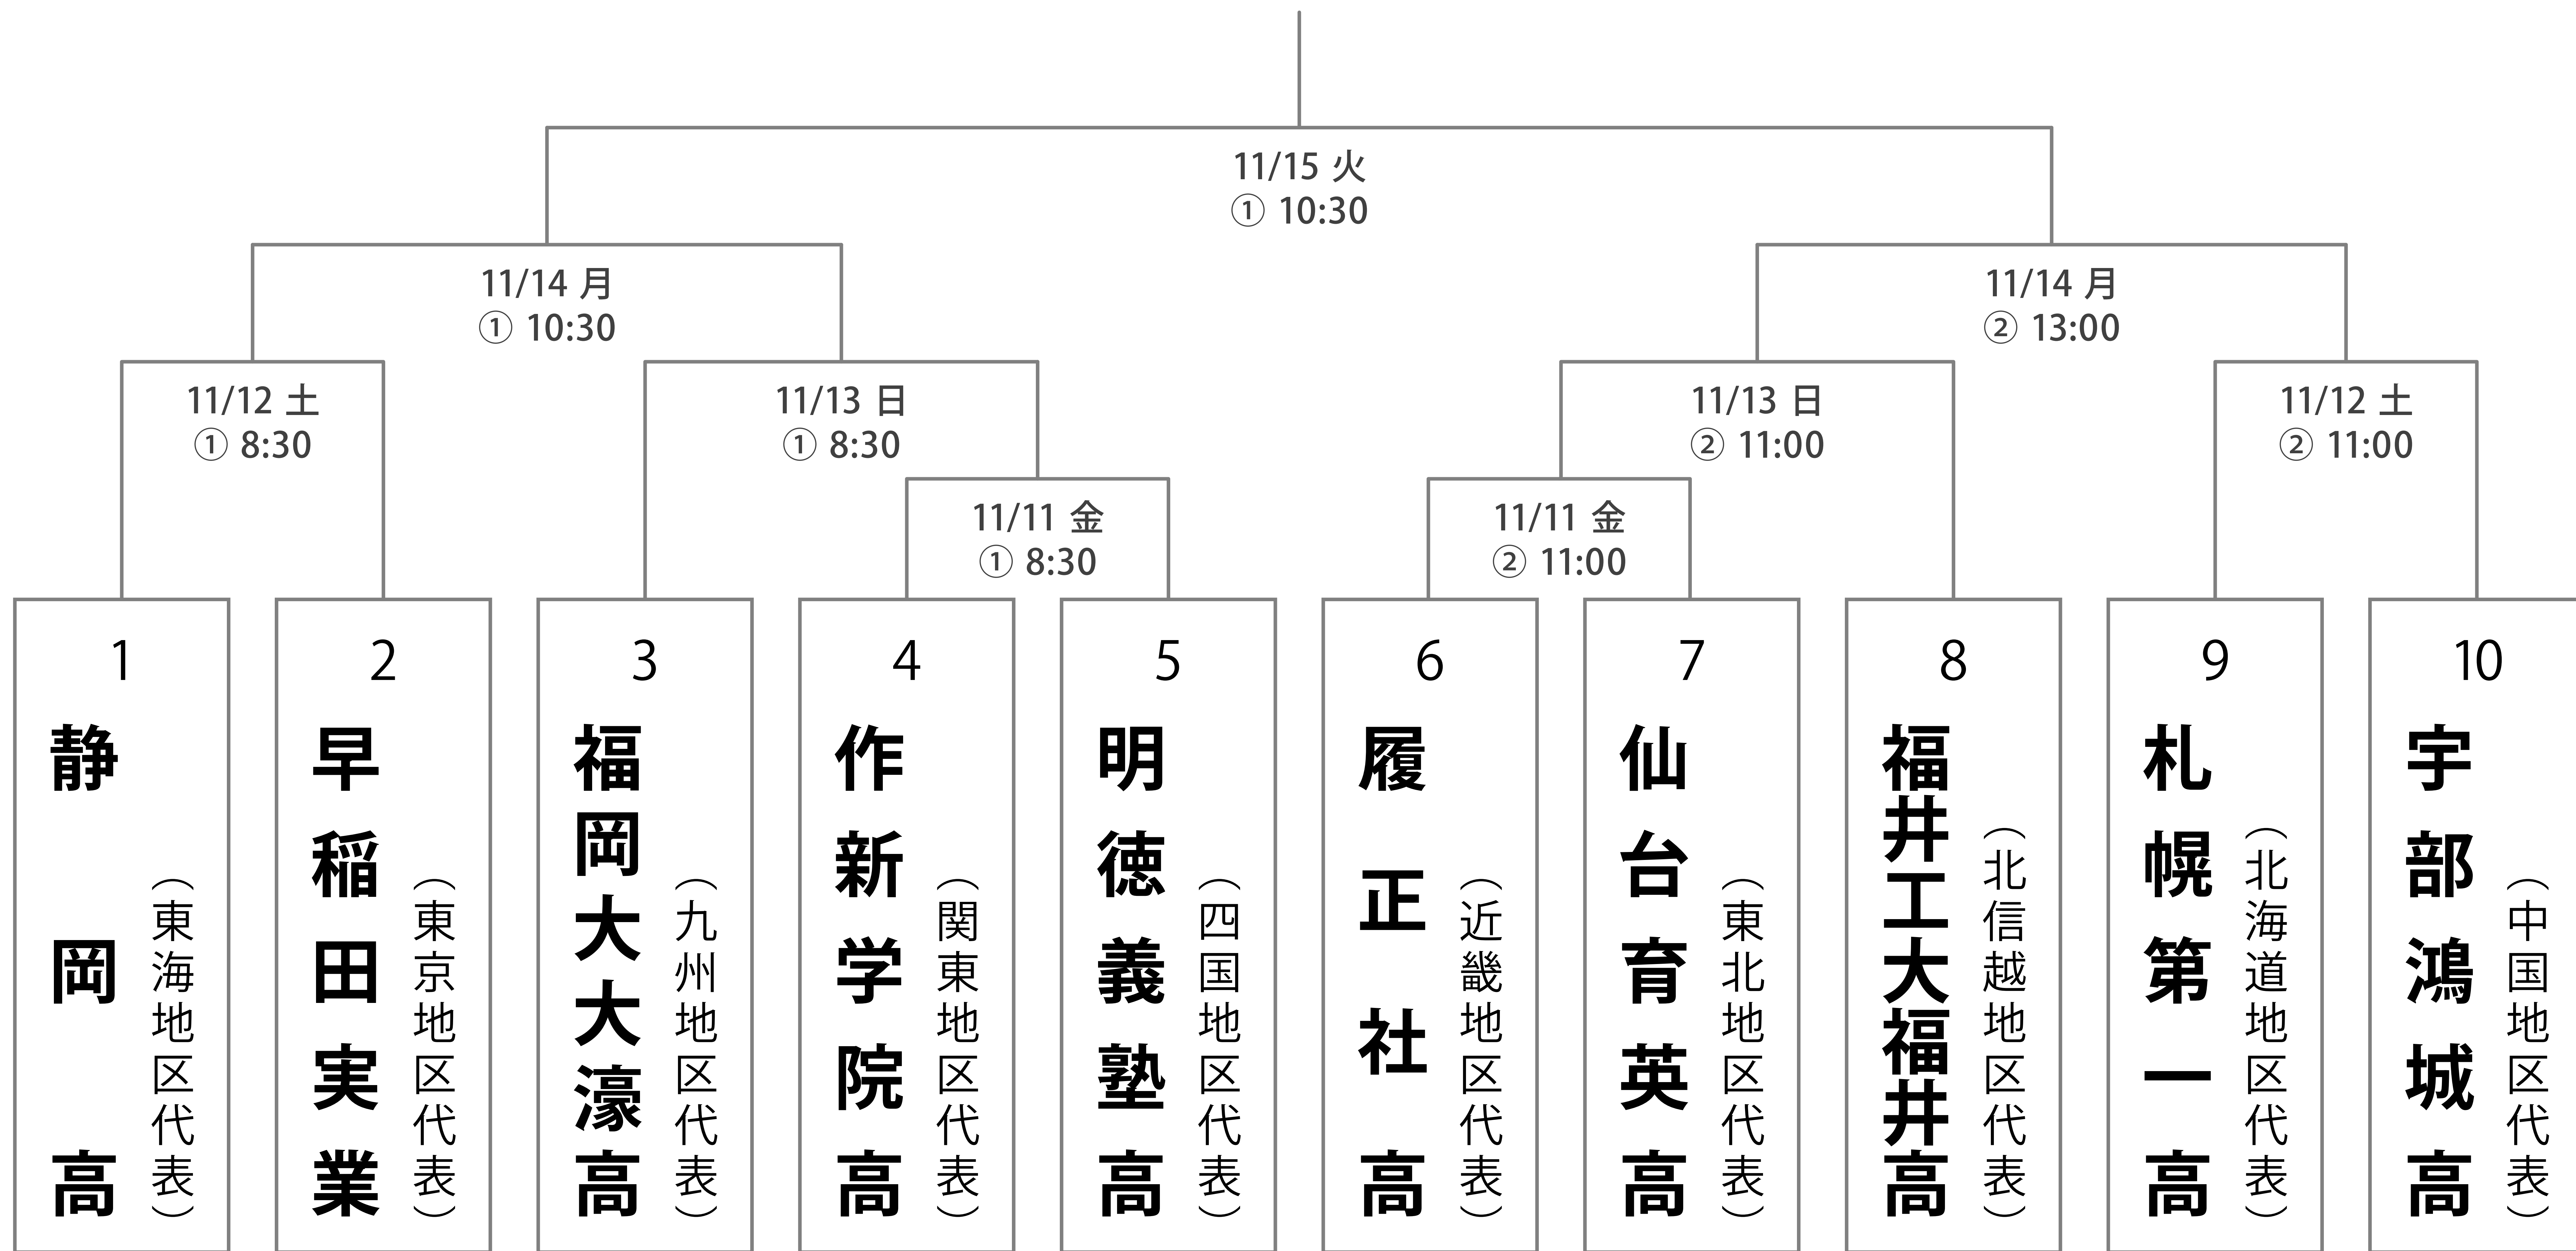 11/15 火
① 10:30
11/14 月
① 10:30
11/14 月
② 13:00
11/12 土
① 8:30
11/13 日
① 8:30
11/13 日
② 11:00
11/12 土
② 11:00
11/11 金
① 8:30
11/11 金
② 11:00
1
静岡高
（東海地区代表）
2
早稲田実業
（東京地区代表）
3
福岡大大濠高
（九州地区代表）
4
作新学院高
（関東地区代表）
5
明徳義塾高
（四国地区代表）
6
履正社高
（近畿地区代表）
7
仙台育英高
（東北地区代表）
8
福井工大福井高
（北信越地区代表）
9
札幌第一高
（北海道地区代表）
10
宇部鴻城高
（中国地区代表）